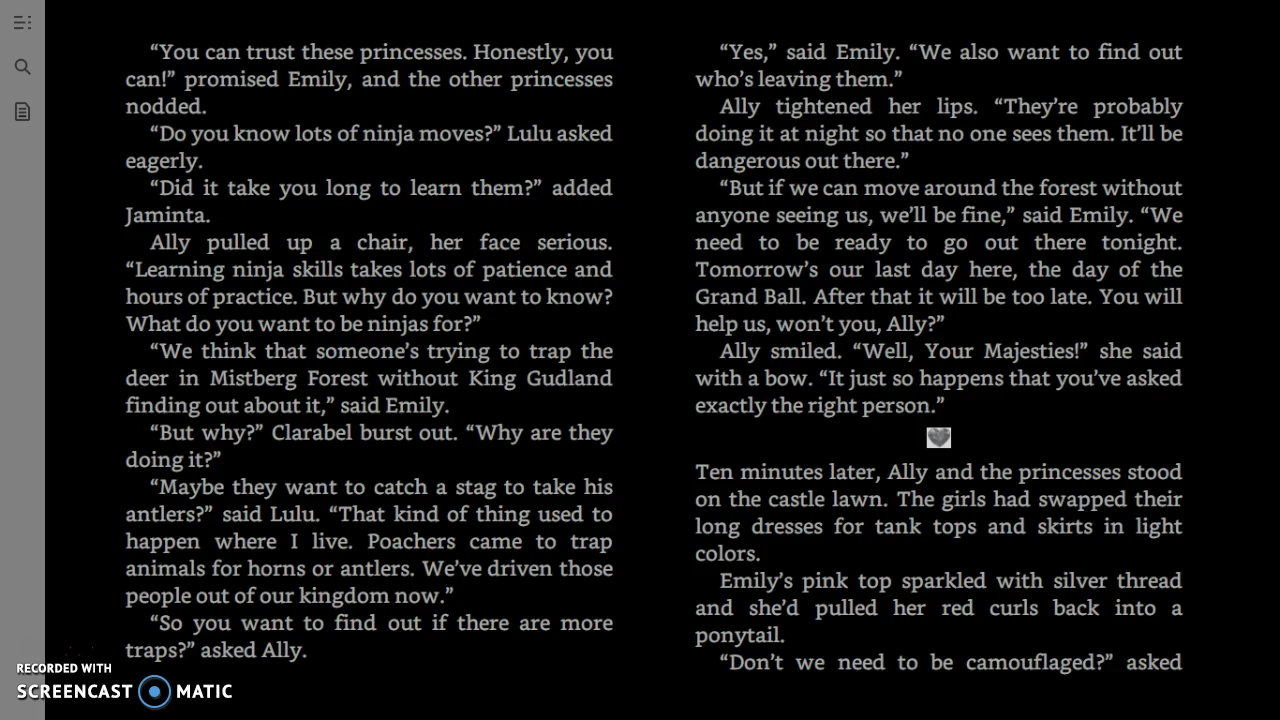 “You can trust these princesses. Honestly, you
can!” promised Emily, and the other princesses
nodded.
“Do you know lots of ninja moves?” Lulu asked
eagerly.
“Did it take you long to learn them?” added
Jaminta.
Ally pulled up a chair, her face serious.
“Learning ninja skills takes lots of patience and
hours of practice. But why do you want to know?
What do you want to be ninjas for?”
“We think that someone’s trying to trap the
deer in Mistberg Forest without King Gudland
finding out about it,” said Emily.
“But why?” Clarabel burst out. “Why are they
doing it?”
“Maybe they want to catch a stag to take his
antlers?” said Lulu. “That kind of thing used to
happen where I live. Poachers came to trap
animals for horns or antlers. We’ve driven those
people out of our kingdom now.”
“So you want to find out if there are more
traps?” asked Ally.
“Yes,” said Emily. “We also want to find out
who’s leaving them.”
Ally tightened her lips. “They’re probably
doing it at night so that no one sees them. It’ll be
dangerous out there.”
“But if we can move around the forest without
anyone seeing us, we’ll be fine,” said Emily. “We
need to be ready to go out there tonight.
Tomorrow’s our last day here, the day of the
Grand Ball. After that it will be too late. You will
help us, won’t you, Ally?”
Ally smiled. “Well, Your Majesties!” she said
with a bow. “It just so happens that you’ve asked
exactly the right person.”
Ten minutes later, Ally and the princesses stood
on the castle lawn. The girls had swapped their
long dresses for tank tops and skirts in light
colors.
Emily’s pink top sparkled with silver thread
and she’d pulled her red curls back into a
ponytail.
“Don’t we need to be camouflaged?” asked
RECORDED WITH
SCREENCAST MATIC